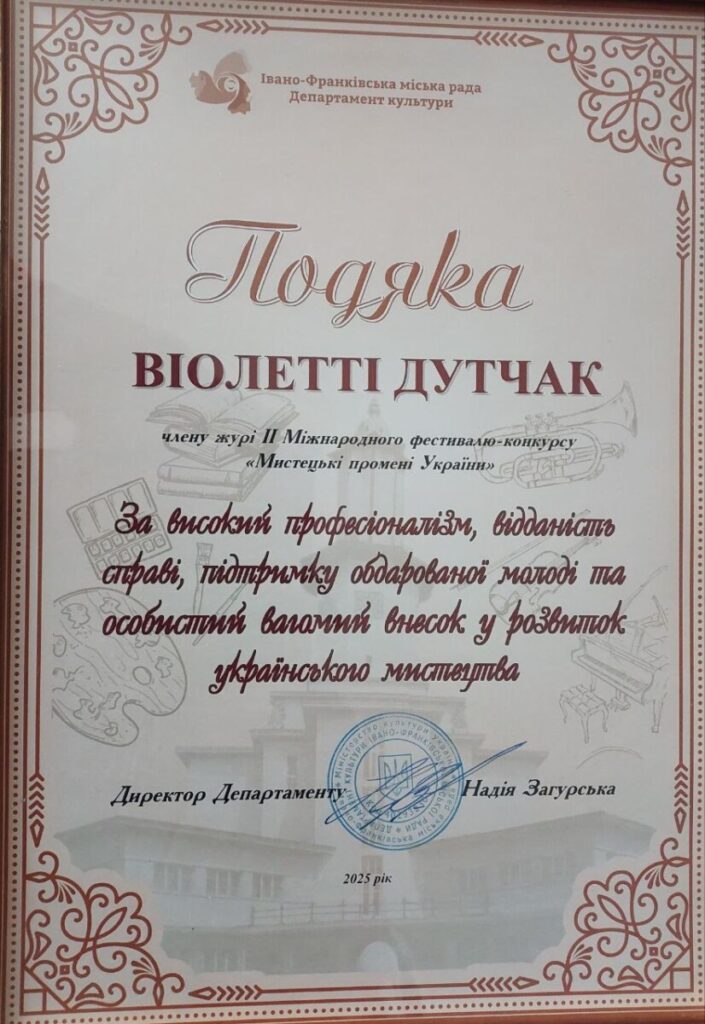 Івано-Франківська міська рада
Департамент культури
Подяка
ВІОЛЕТТІ ДУТЧАК
члену журі II Міжнародного фестивалю-конкурсу
«Мистецькі промені України»
За високий професіоналізм, відданість
справі, підтримку обдарованої молоді та
особистий вагомий внесок у розвиток
українського мистецтва
Директор Департаменту
Надія Загурська
2025 рік